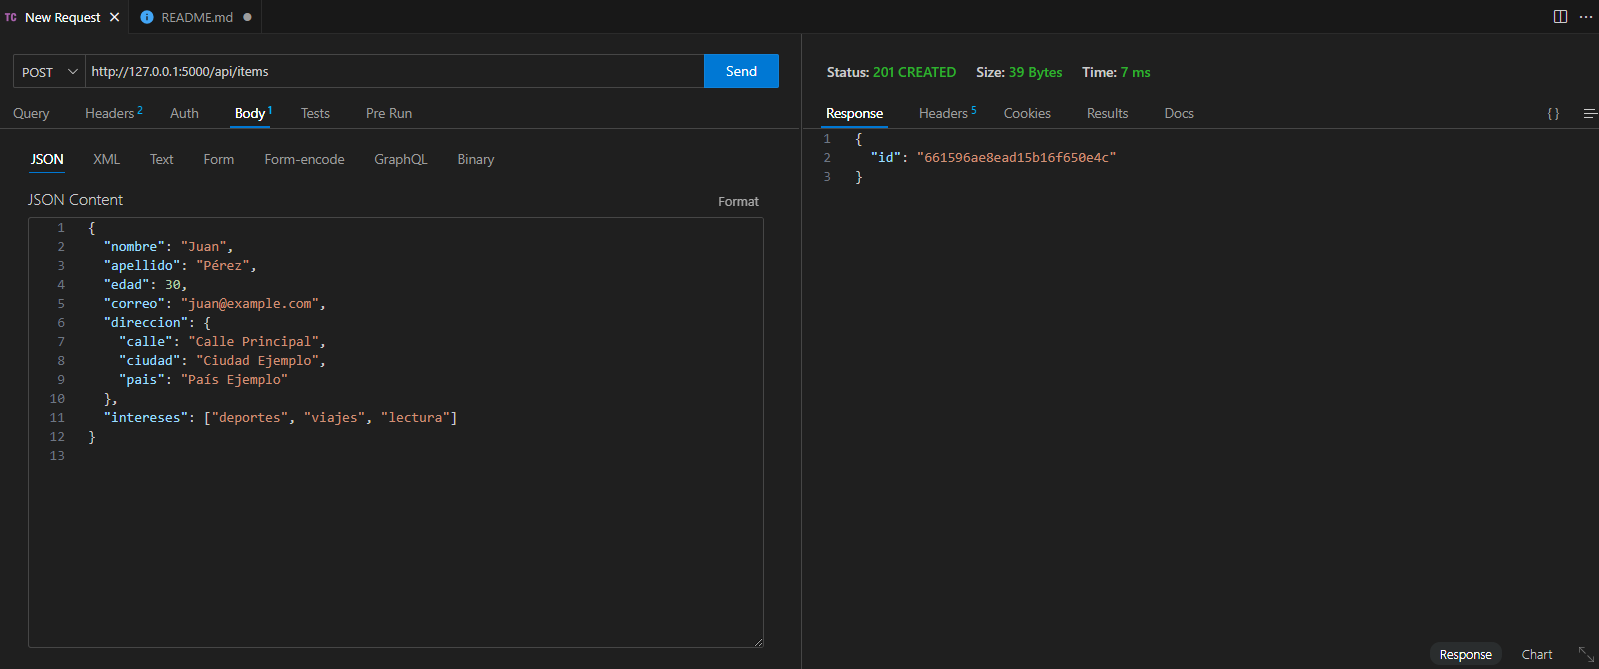 TC New Request README.md
POST http://127.0.0.1:5000/api/items Send
Query Headers 2 Auth Body 1 Tests Pre Run
JSON XML Text Form Form-encode GraphQL Binary
JSON Content Format
1 {
2 "nombre": "Juan",
3 "apellido": "Pérez",
4 "edad": 30,
5 "correo": "juan@example.com",
6 "direccion": {
7 "calle": "Calle Principal",
8 "ciudad": "Ciudad Ejemplo",
9 "pais": "País Ejemplo"
10 },
11 "intereses": ["deportes", "viajes", "lectura"]
12 }
13
Status: 201 CREATED Size: 39 Bytes Time: 7 ms
Response Headers 5 Cookies Results Docs { }
1 {
2 "id": "661596ae8ead15b16f650e4c"
3 }
Response Chart